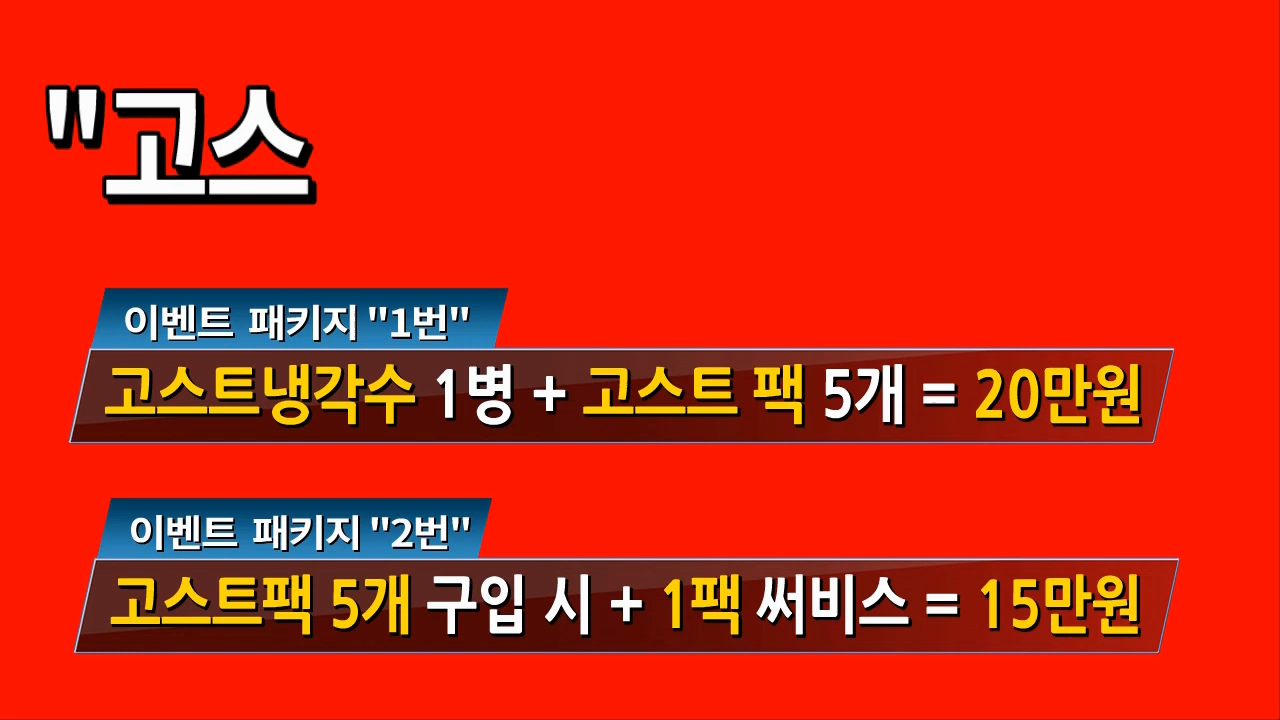 "고스
이벤트 패키지 "1번"
고스트냉각수 1병 + 고스트 팩 5개 = 20만원
이벤트 패키지 "2번"
고스트팩 5개 구입 시 + 1팩 써비스 = 15만원